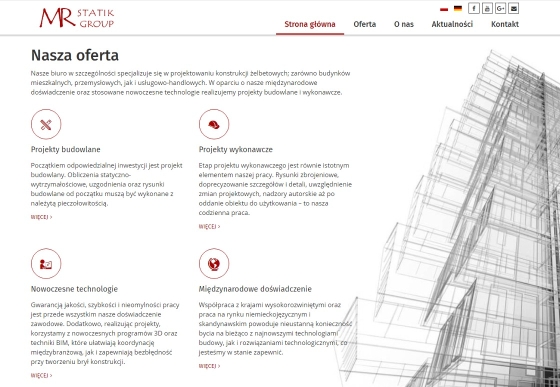 MR STATIK GROUP
Strona główna Oferta O nas Aktualności Kontakt
Nasza oferta
Nasze biuro w szczególności specjalizuje się w projektowaniu konstrukcji żelbetowych; zarówno budynków
mieszkalnych, przemysłowych, jak i usługowo-handlowych. W oparciu o nasze międzynarodowe
doświadczenie oraz stosowane nowoczesne technologie realizujemy projekty budowlane i wykonawcze.
Projekty budowlane
Początkiem odpowiedzialnej inwestycji jest projekt
budowlany. Obliczenia statyczno-
wytrzymałościowe, uzgodnienia oraz rysunki
budowlane od początku muszą być wykonane z
należytą pieczołowitością.
WIĘCEJ >
Projekty wykonawcze
Etap projektu wykonawczego jest równie istotnym
elementem naszej pracy. Rysunki zbrojeniowe,
doprecyzowanie szczegółów i detali, uwzględnienie
zmian projektowych, nadzory autorskie aż po
oddanie obiektu do użytkowania – to nasza
codzienna praca.
WIĘCEJ >
Nowoczesne technologie
Gwarancją jakości, szybkości i nieomylności pracy
jest przede wszystkim nasze doświadczenie
zawodowe. Dodatkowo, realizując projekty,
korzystamy z nowoczesnych programów 3D oraz
techniki BIM, które ułatwiają koordynację
międzybranżową, jak i zapewniają bezbłędność
przy tworzeniu brył konstrukcji.
WIĘCEJ >
Międzynarodowe doświadczenie
Współpraca z krajami wysokorozwiniętymi oraz
praca na rynku niemieckojęzycznym i
skandynawskim powoduje nieustanną konieczność
bycia na bieżąco z najnowszymi technologiami
budowy, jak i rozwiązaniami technologicznymi, co
jesteśmy w stanie zapewnić.
WIĘCEJ >